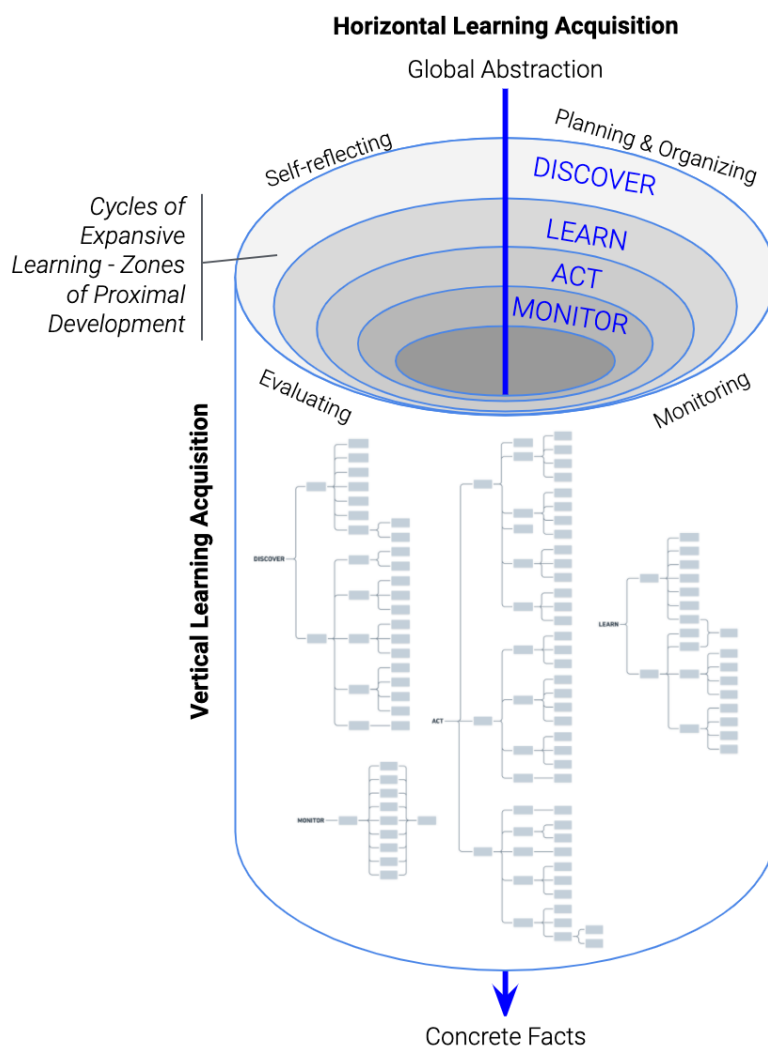 Horizontal Learning Acquisition
Global Abstraction
Self-reflecting
Planning & Organizing
DISCOVER
LEARN
ACT
MONITOR
Cycles of
Expansive
Learning - Zones
of Proximal
Development
Evaluating
Monitoring
Vertical Learning Acquisition
DISCOVER
LEARN
ACT
MONITOR
Concrete Facts